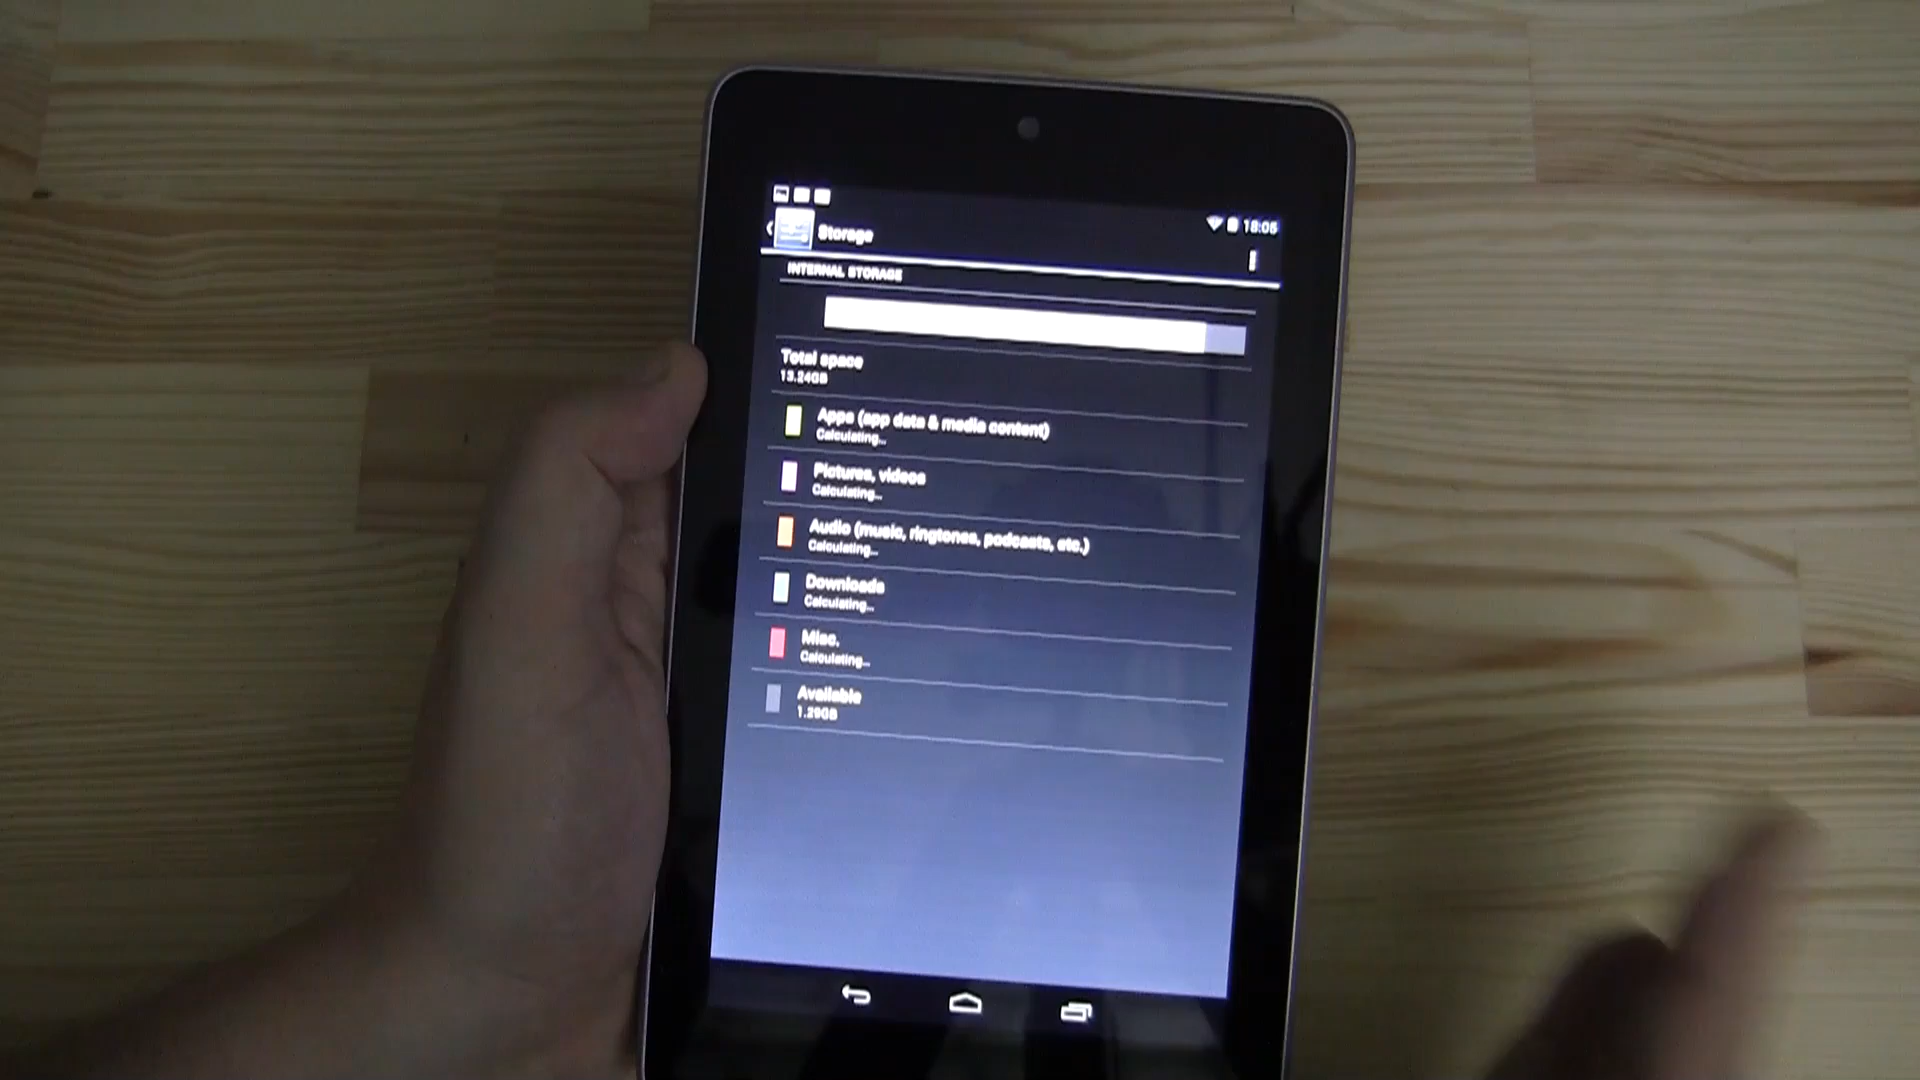 18:05
Storage
INTERNAL STORAGE
Total space
13.24GB
Apps (app data & media content)
Calculating...
Pictures, videos
Calculating...
Audio (music, ringtones, podcasts, etc.)
Calculating...
Downloads
Calculating...
Misc.
Calculating...
Available
1.29GB